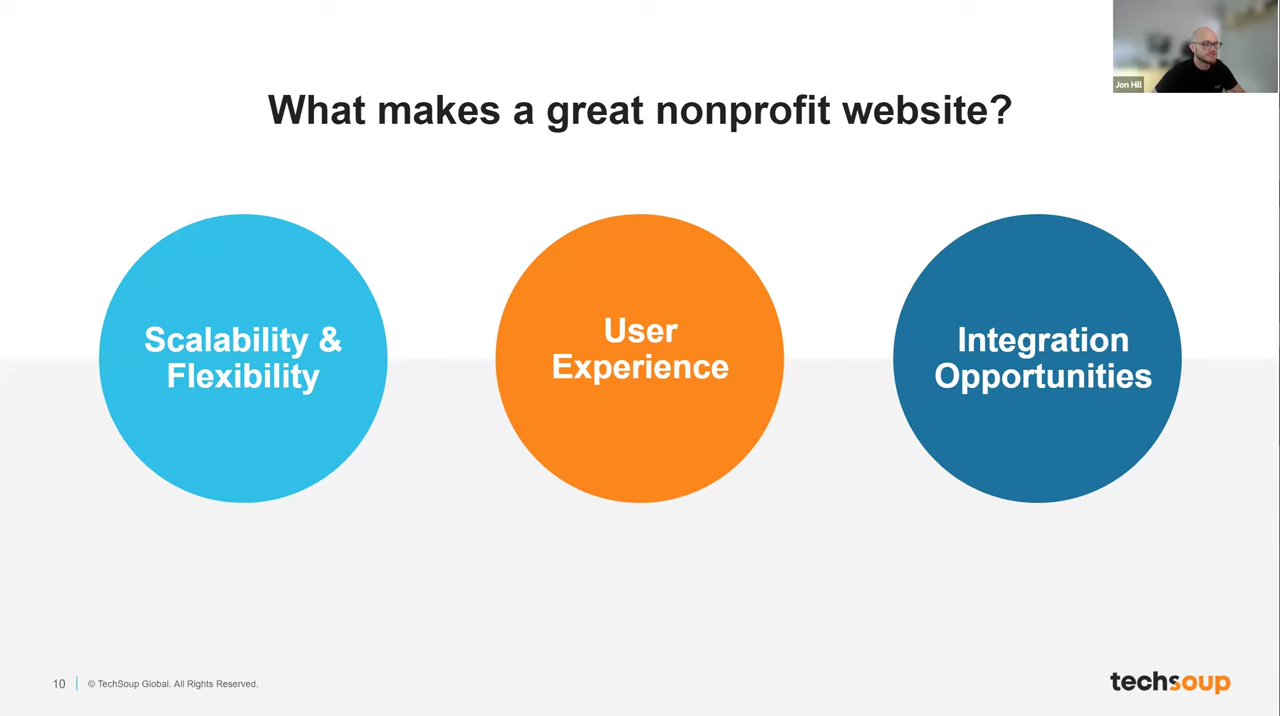 Jon Hill
What makes a great nonprofit website?
Scalability &
Flexibility
User
Experience
Integration
Opportunities
10
© TechSoup Global. All Rights Reserved.
techsoup